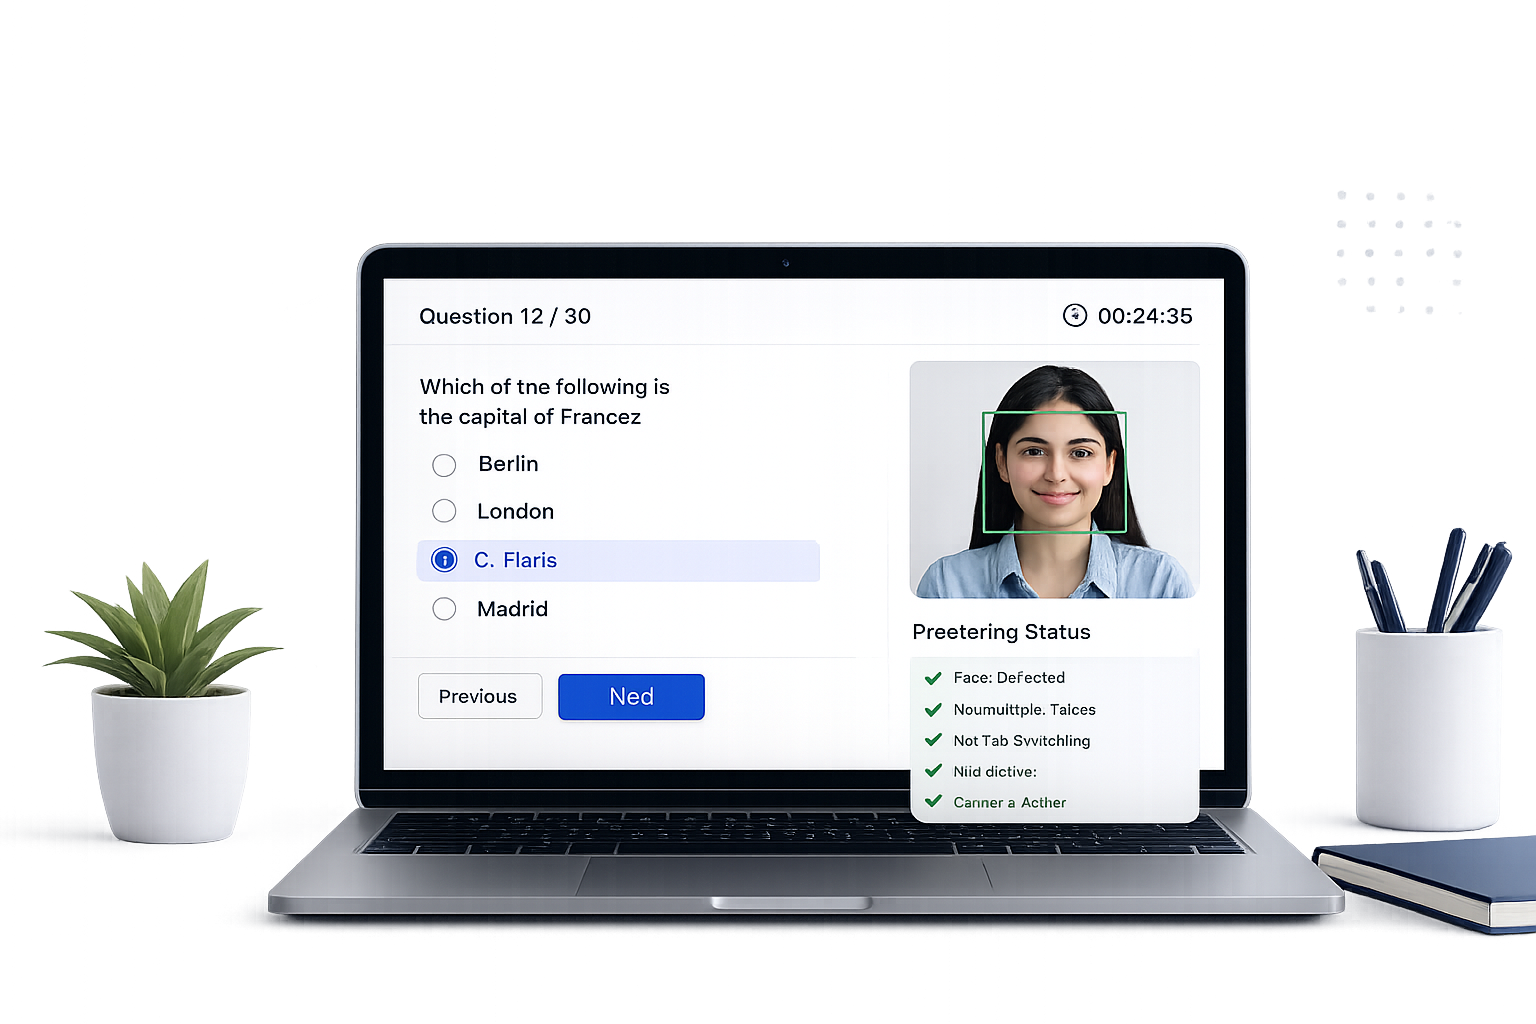 Question 12 / 30
00:24:35
Which of tne following is
the capital of Francez
Berlin
London
C. Flaris
Madrid
Previous
Ned
Preetering Status
Face: Defected
Noumuittple. Taices
Not Tab Svvitchling
Niid dictive:
Canner a Acther